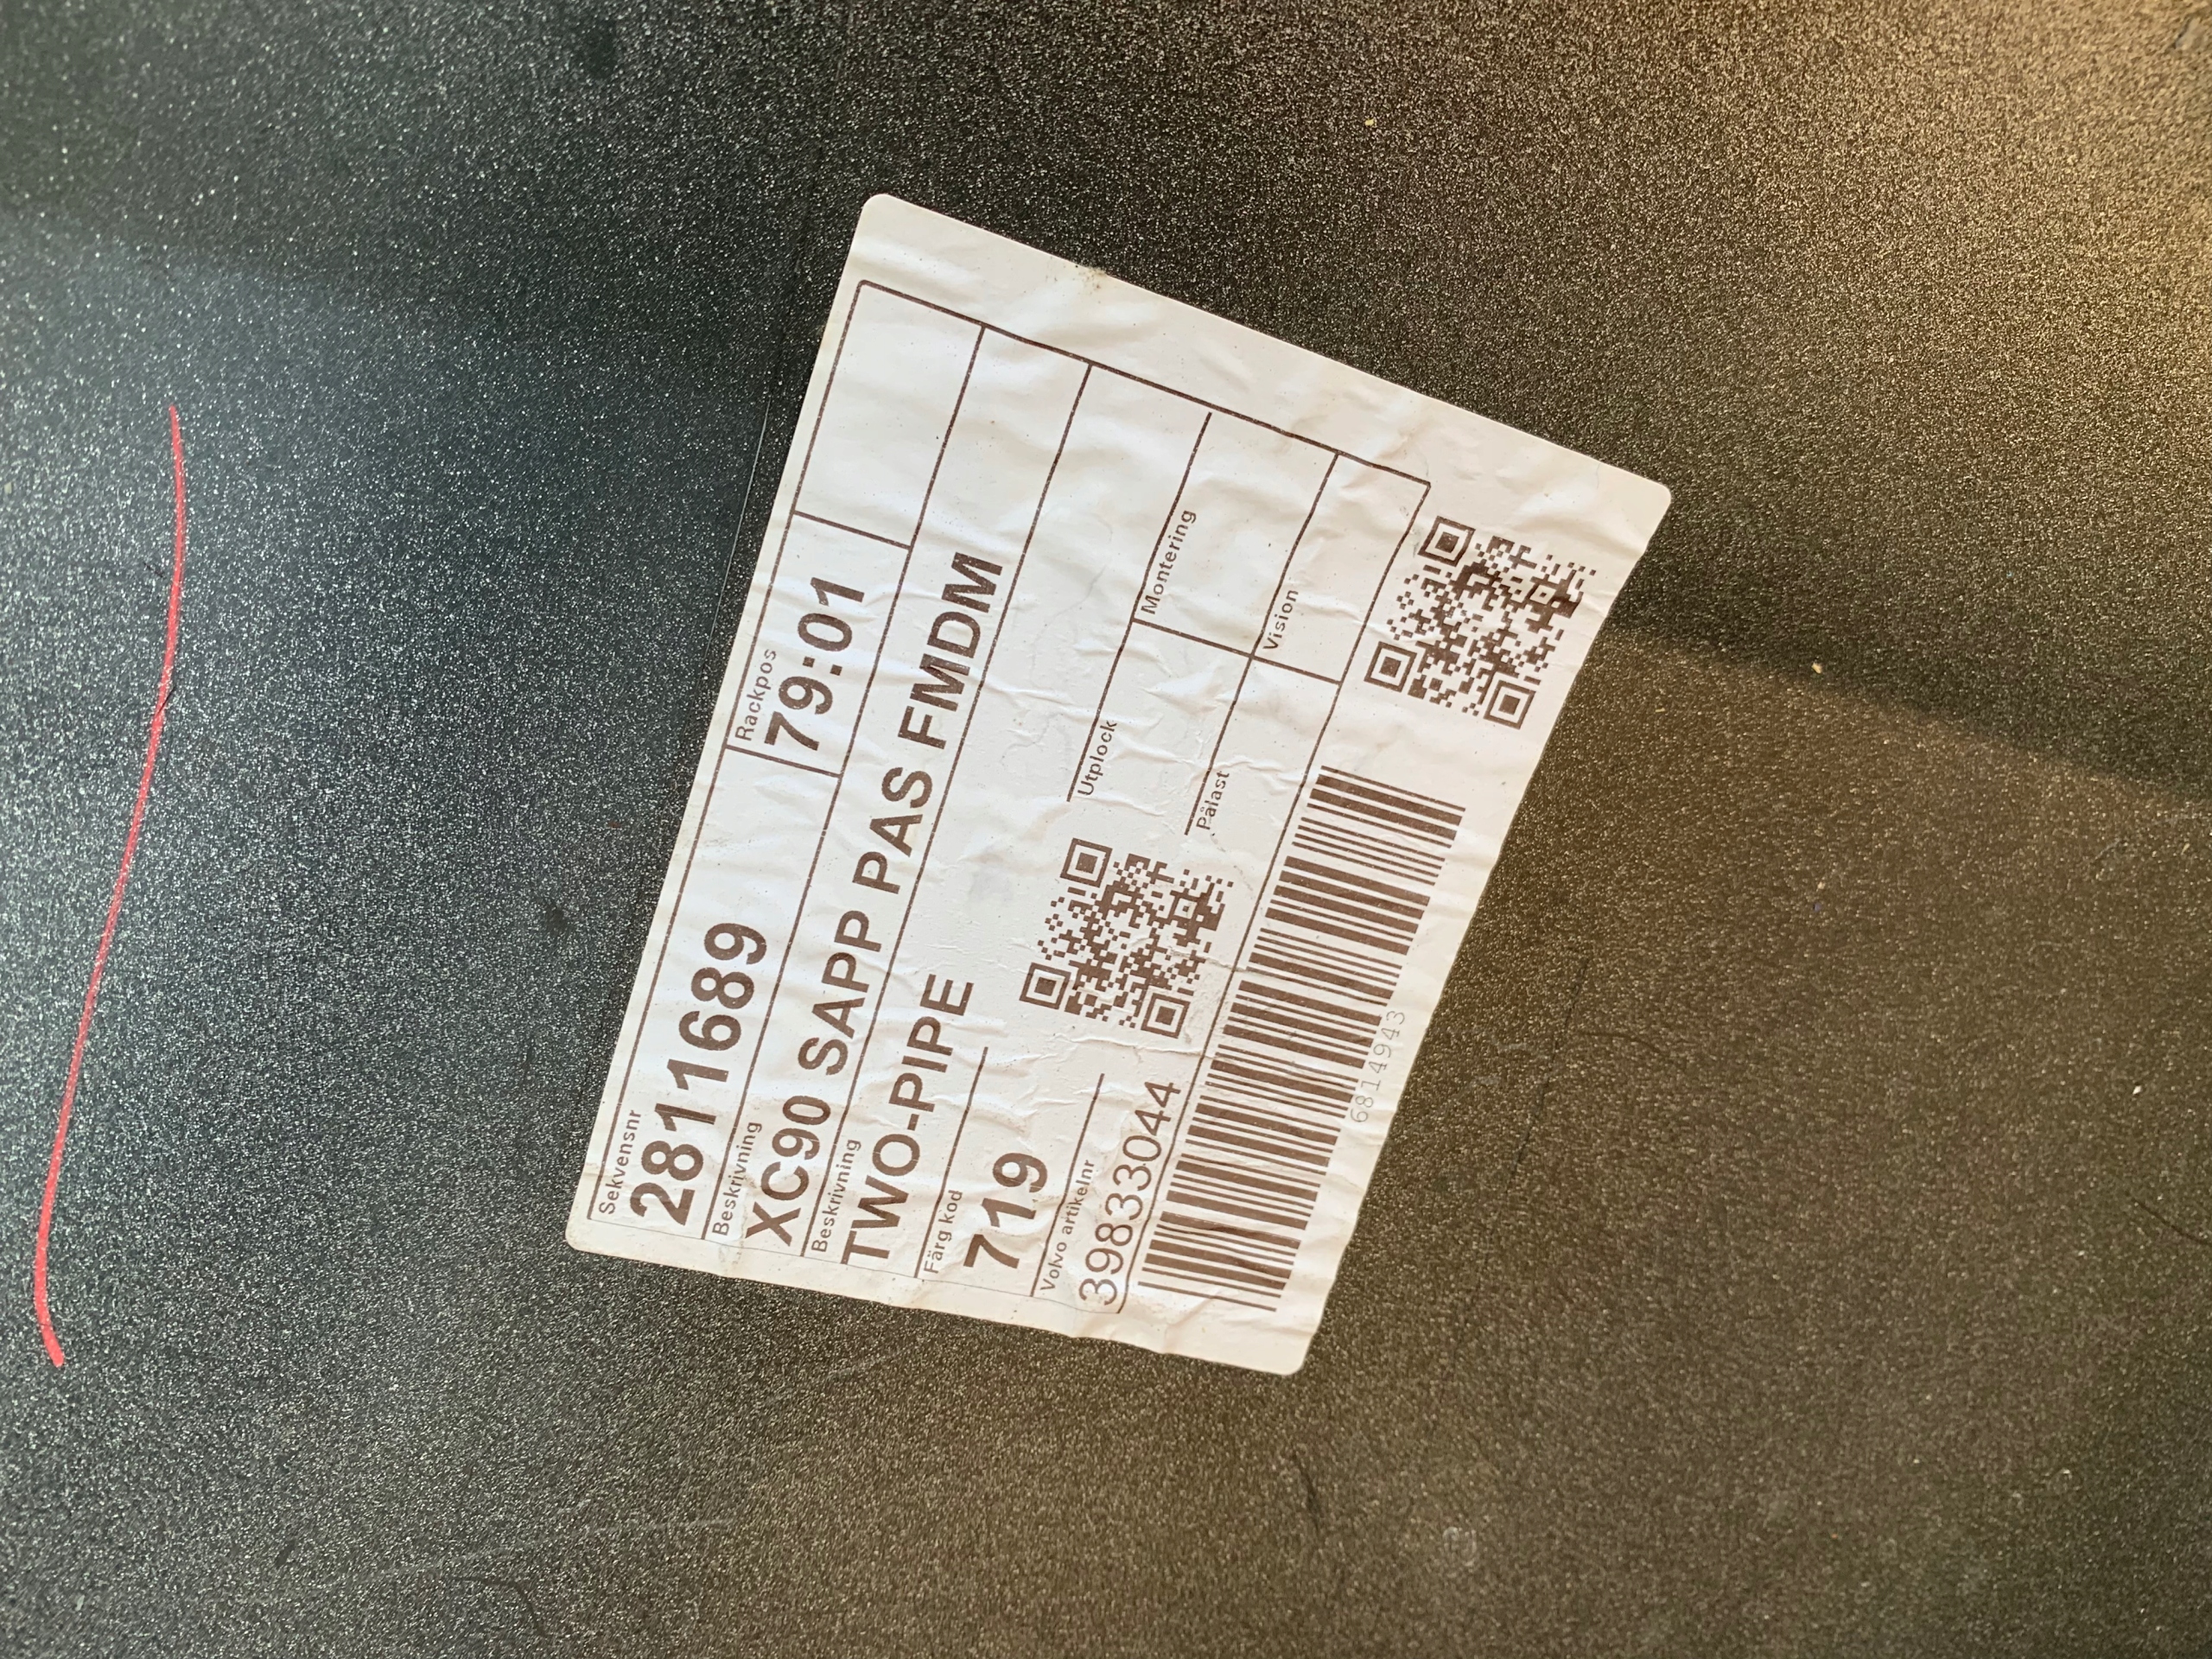 Sekvensnr
2811689
Rackpos
79:01
Beskrivning
XC90 SAPP PAS FMDM
Beskrivning
TWO-PIPE
Färg kod
719
Utplock
Montering
Volvo artikelnr
39833044
Pålast
Vision
6814943